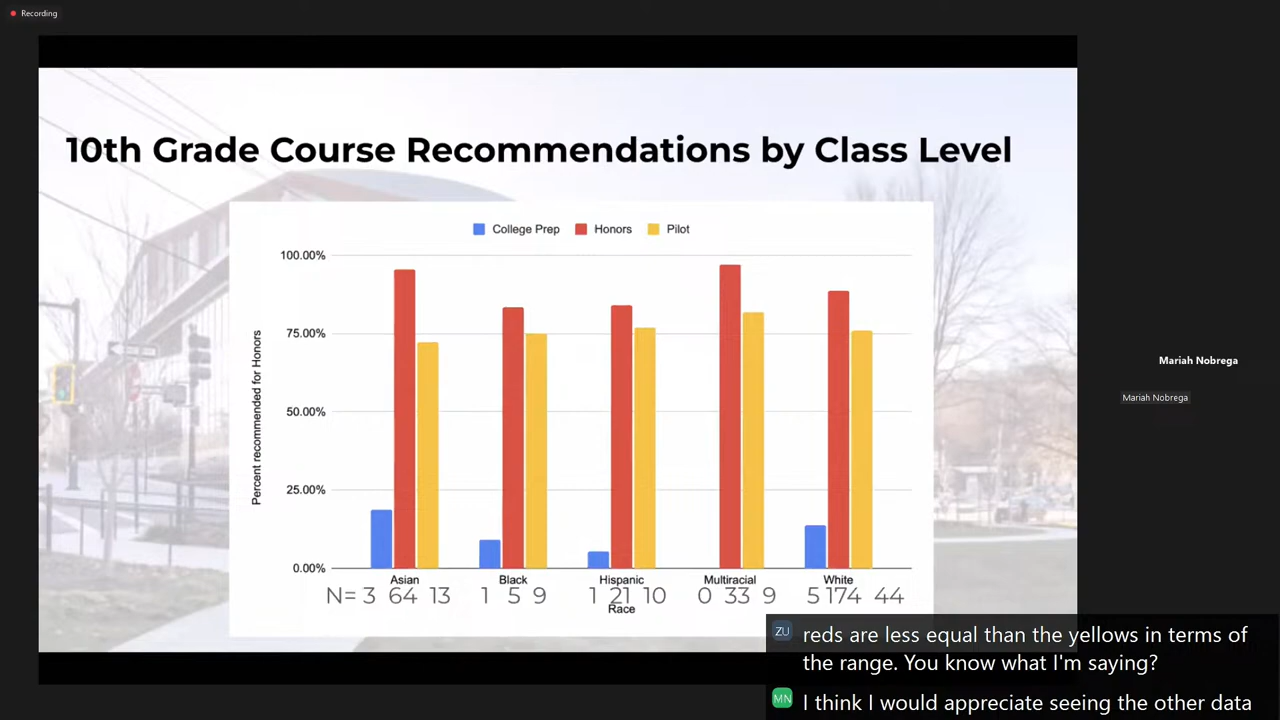 Recording
10th Grade Course Recommendations by Class Level
College Prep Honors Pilot
100.00%
75.00%
50.00%
25.00%
0.00%
Percent recommended for Honors
Asian Black Hispanic Multiracial White
N= 3 64 13 1 5 9 1 21 10 0 33 9 5 174 44
Race
Mariah Nobrega
Mariah Nobrega
ZU reds are less equal than the yellows in terms of
the range. You know what I'm saying?
MN I think I would appreciate seeing the other data